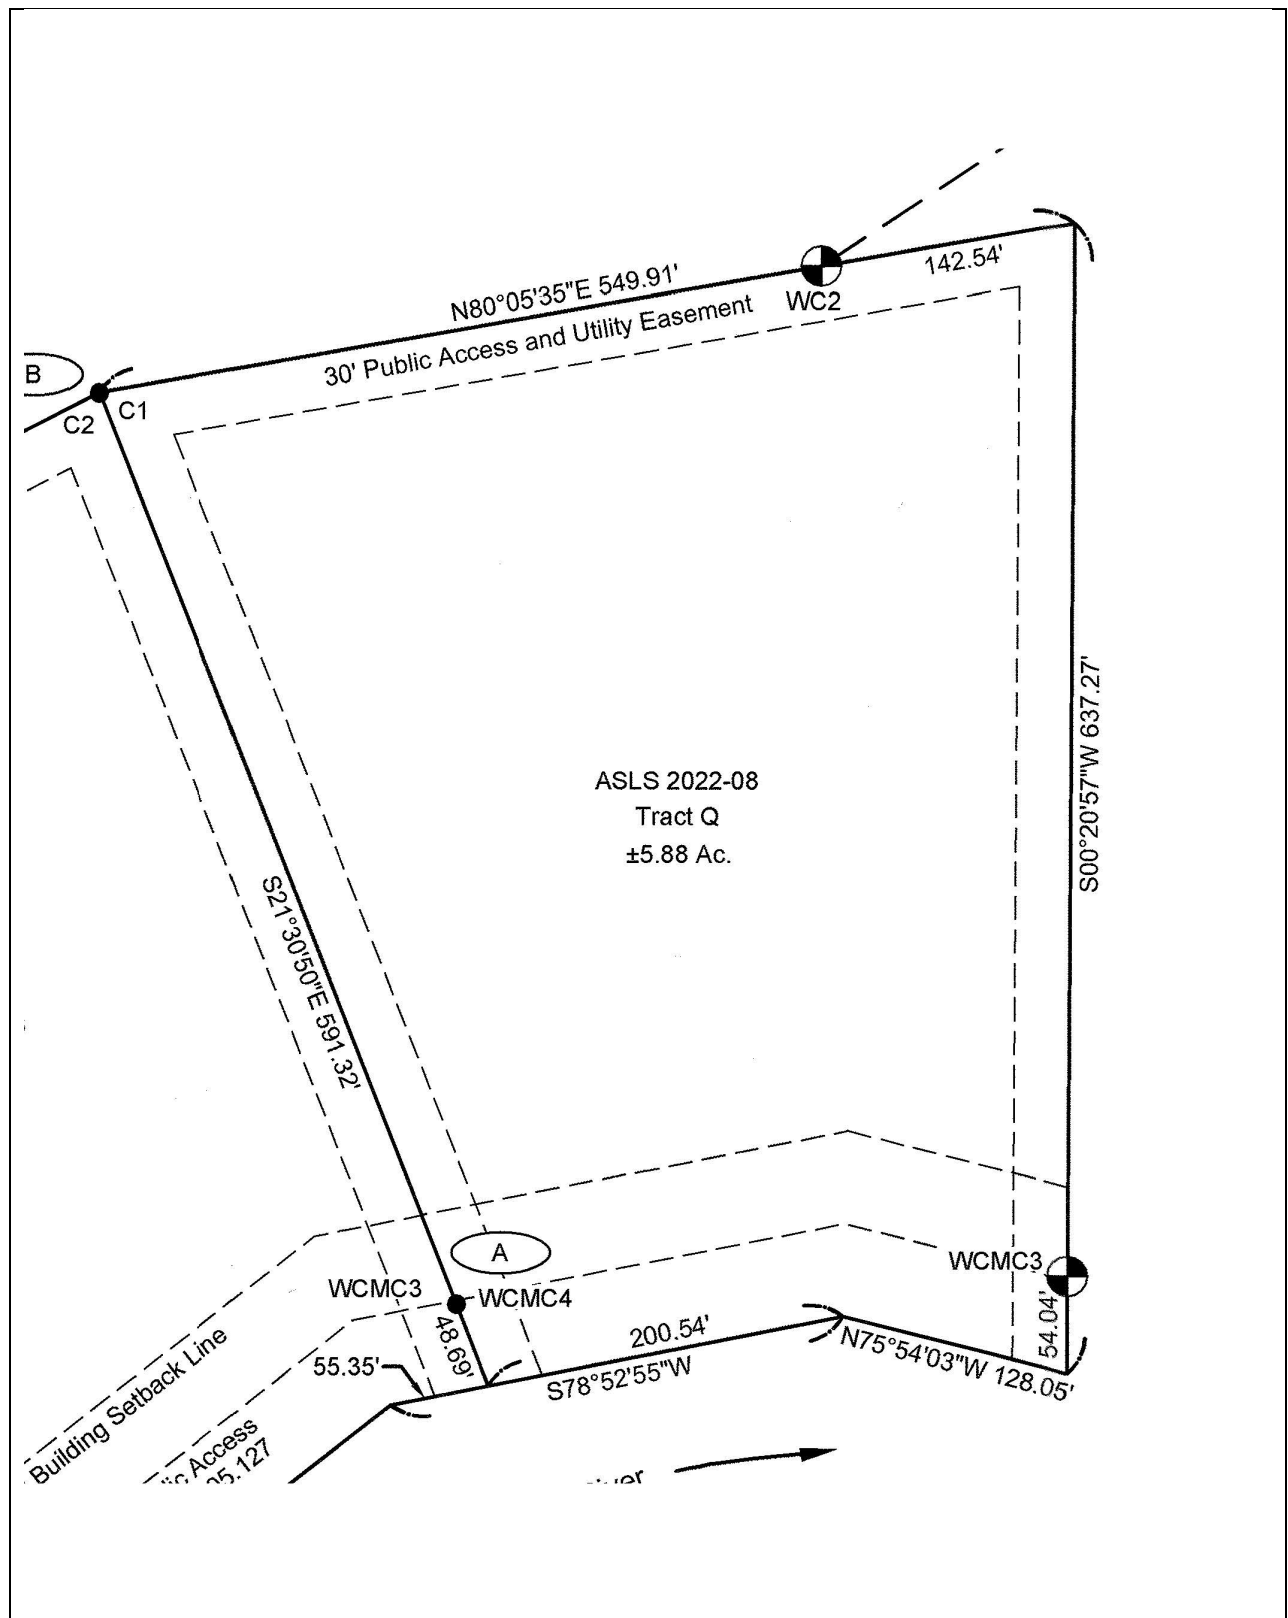 142.54'
N80°05'35"E 549.91'
WC2
30' Public Access and Utility Easement
B
C1
C2
S00°20'57"W 637.27'
ASLS 2022-08
Tract Q
±5.88 Ac.
S21°30'50"E 591.32'
A
WCMC3
WCMC3
WCMC4
54.04'
48.69'
200.54'
N75°54'03"W 128.05'
55.35'
S78°52'55"W
Building Setback Line
Access
.127